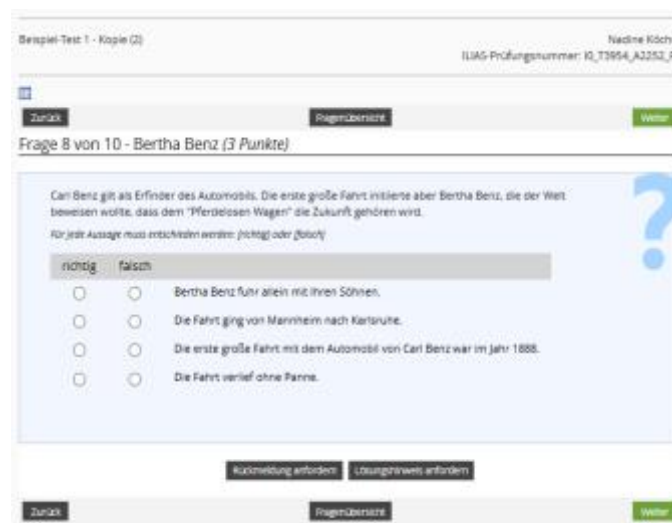 Beispiel-Test 1 - Kopie (2)
Nadine Köch
ILIAS-Prüfungsnummer: I0_T3954_A2252_
Zurück Fragenübersicht Weiter
Frage 8 von 10 - Bertha Benz (3 Punkte)
Carl Benz gilt als Erfinder des Automobils. Die erste große Fahrt initiierte aber Bertha Benz, die der Welt
beweisen wollte, dass dem "Pferdelosen Wagen" die Zukunft gehören wird.
Für jede Aussage muss entschieden werden: [richtig] oder [falsch]
richtig falsch
Bertha Benz fuhr allein mit ihren Söhnen.
Die Fahrt ging von Mannheim nach Karlsruhe.
Die erste große Fahrt mit dem Automobil von Carl Benz war im Jahr 1888.
Die Fahrt verlief ohne Panne.
?
Rückmeldung anfordern Lösungshinweis anfordern
Zurück Fragenübersicht Weiter